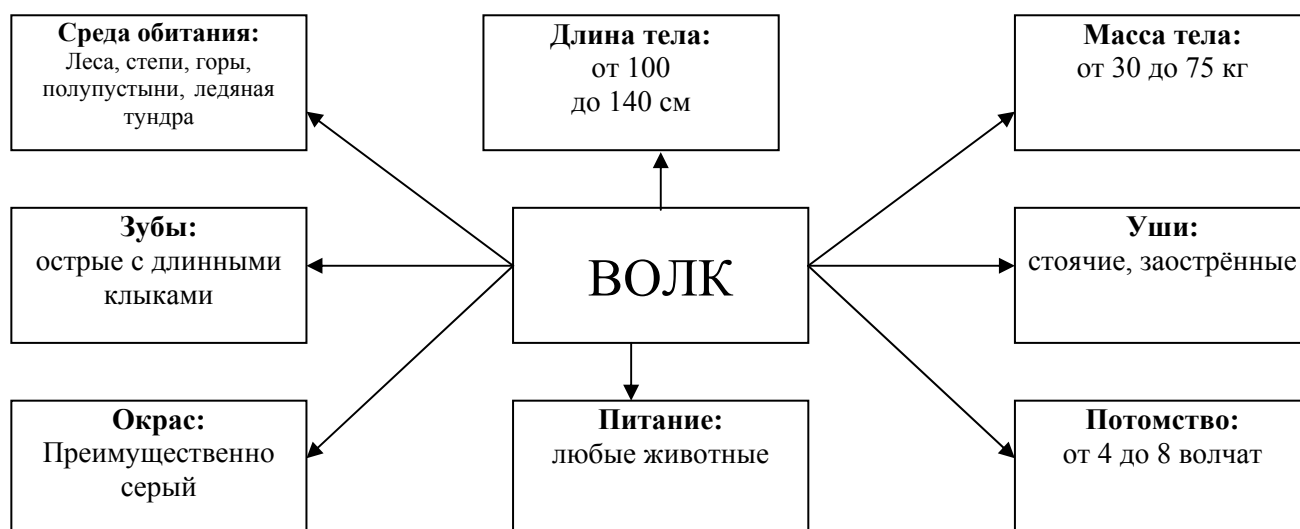 Среда обитания:
Леса, степи, горы,
полупустыни, ледяная
тундра
Длина тела:
от 100
до 140 см
Масса тела:
от 30 до 75 кг
Зубы:
острые с длинными
клыками
ВОЛК
Уши:
стоячие, заострённые
Окрас:
Преимущественно
серый
Питание:
любые животные
Потомство:
от 4 до 8 волчат